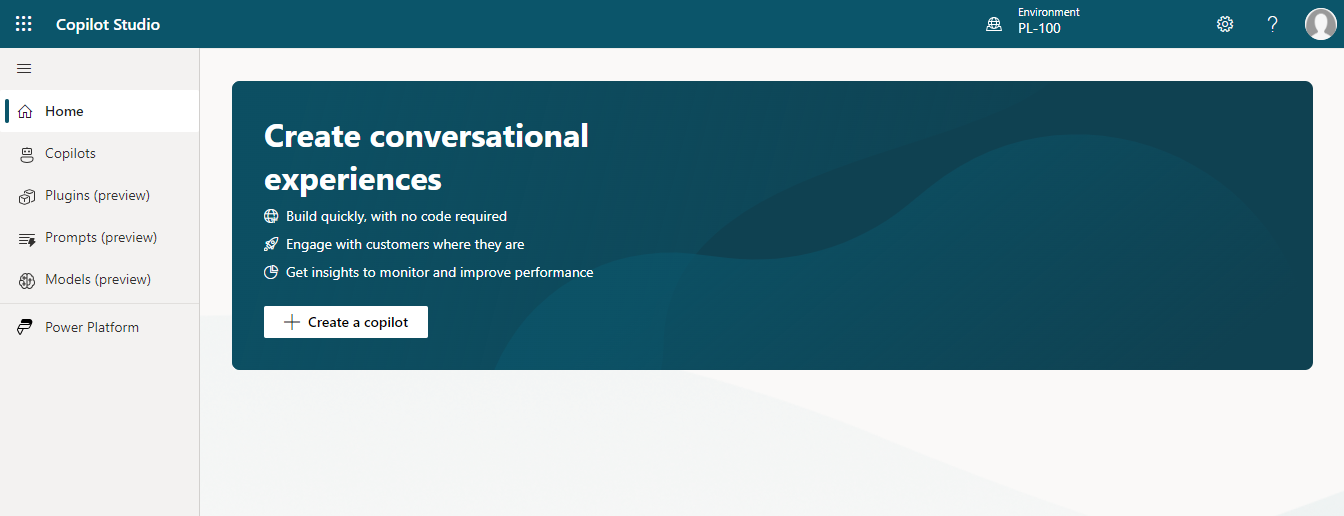 Copilot Studio
Environment
PL-100
Home
Copilots
Plugins (preview)
Prompts (preview)
Models (preview)
Power Platform
Create conversational
experiences
Build quickly, with no code required
Engage with customers where they are
Get insights to monitor and improve performance
Create a copilot